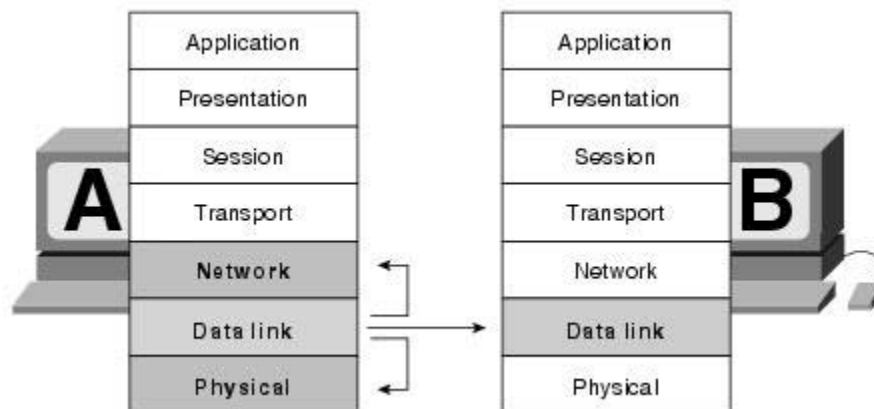 Application
Presentation
Session
Transport
Network
Data link
Physical
A
Application
Presentation
Session
Transport
Network
Data link
Physical
B